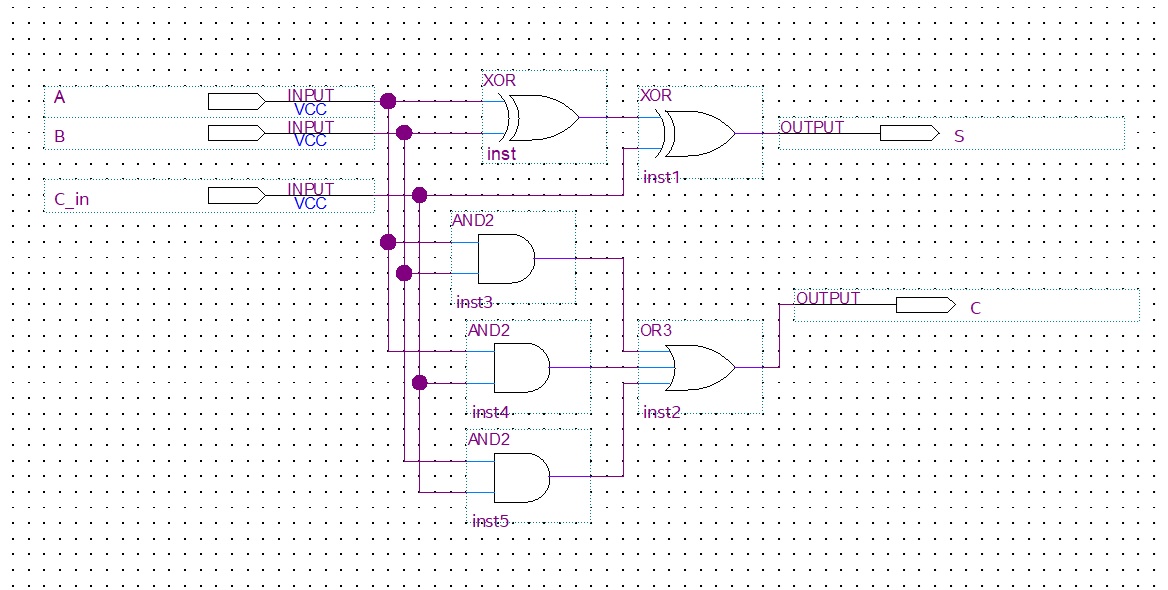 A
INPUT
VCC
B
INPUT
VCC
C_in
INPUT
VCC
XOR
inst
XOR
inst1
OUTPUT
S
AND2
inst3
AND2
inst4
AND2
inst5
OR3
inst2
OUTPUT
C